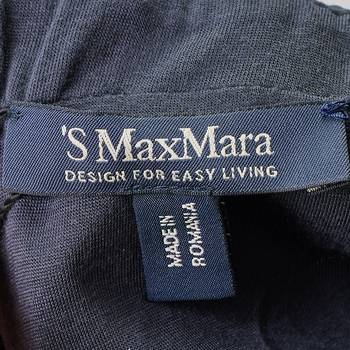 'S MaxMara
DESIGN FOR EASY LIVING
MADE IN
ROMANIA